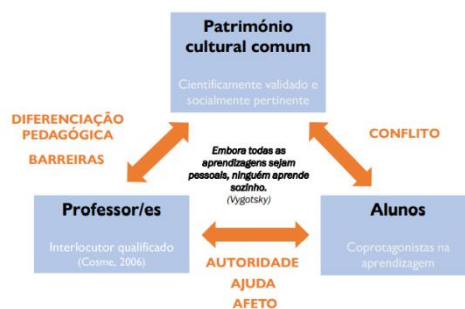 Património
cultural comum
Cientificamente validado e
socialmente pertinente
DIFERENCIAÇÃO
PEDAGÓGICA
BARREIRAS
CONFLITO
Embora todas as
aprendizagens sejam
pessoais, ninguém aprende
sozinho.
(Vygotsky)
Professor/es
Interlocutor qualificado
(Cosme, 2006)
Alunos
Coprotagonistas na
aprendizagem
AUTORIDADE
AJUDA
AFETO